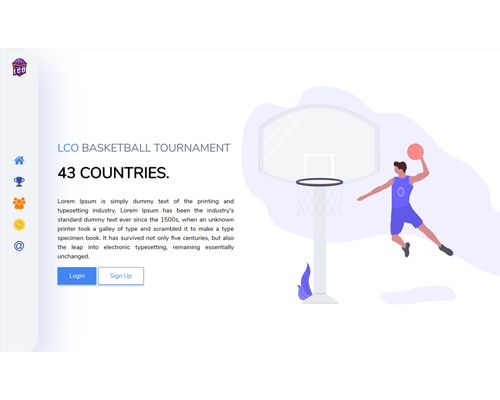 LCO
LCO BASKETBALL TOURNAMENT
43 COUNTRIES.
Lorem Ipsum is simply dummy text of the printing and
typesetting industry. Lorem Ipsum has been the industry's
standard dummy text ever since the 1500s, when an unknown
printer took a galley of type and scrambled it to make a type
specimen book. It has survived not only five centuries, but also
the leap into electronic typesetting, remaining essentially
unchanged.
Login
Sign Up